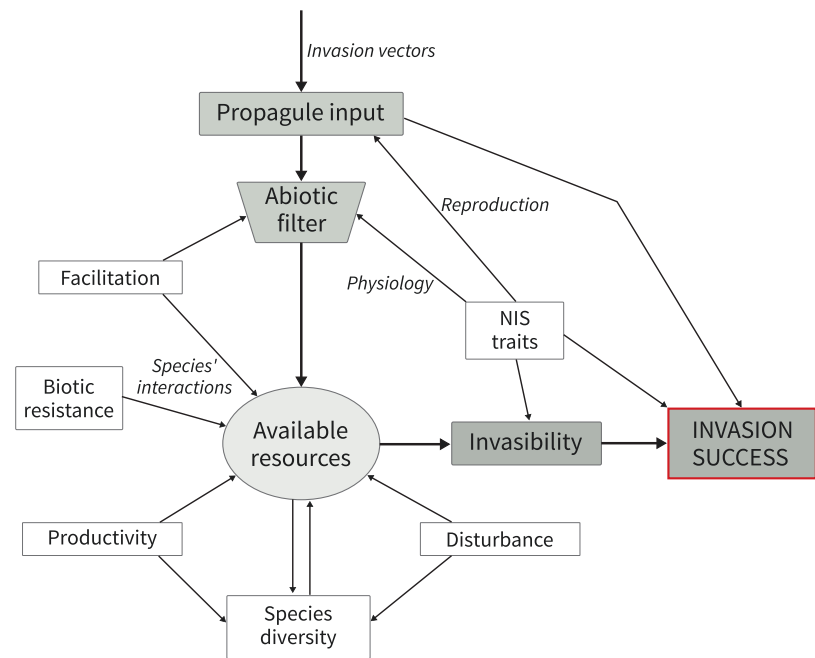 Invasion vectors
Propagule input
Abiotic
filter
Reproduction
Facilitation
Physiology
NIS
traits
Species'
interactions
Biotic
resistance
Available
resources
Invasibility
INVASION
SUCCESS
Productivity
Disturbance
Species
diversity